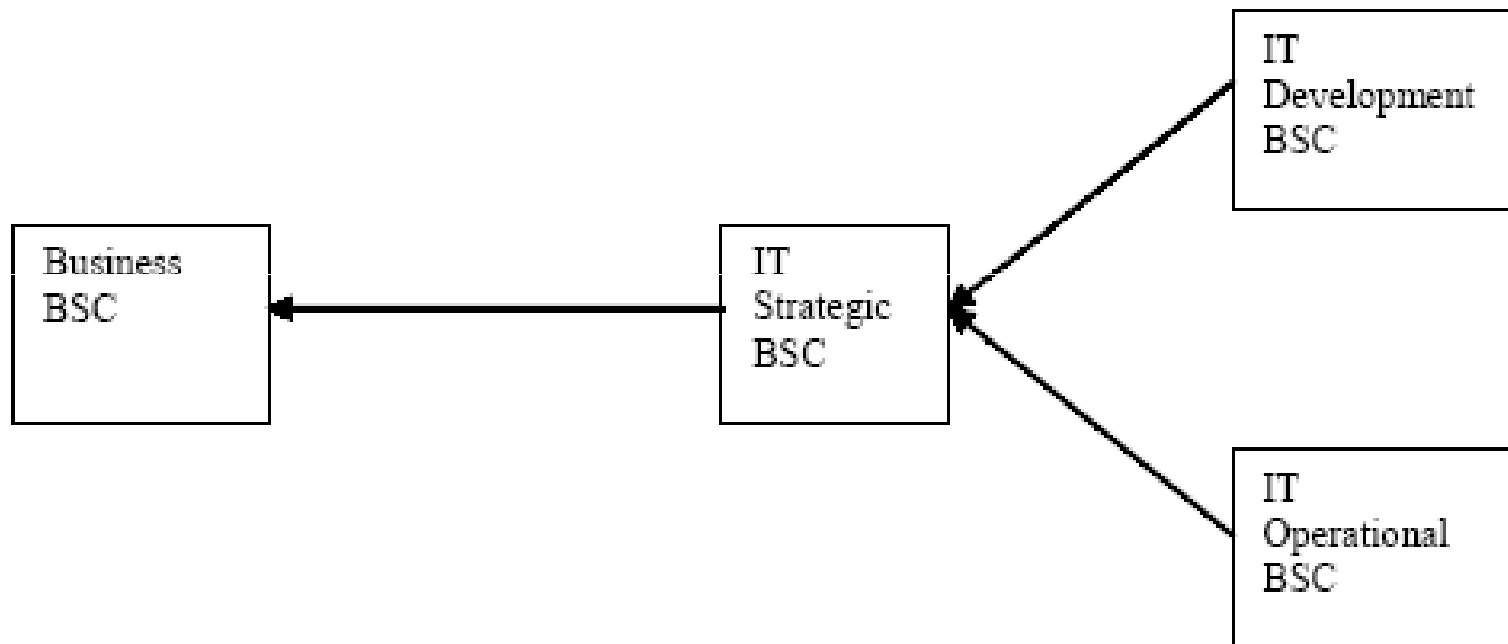 Business
BSC
IT
Strategic
BSC
IT
Development
BSC
IT
Operational
BSC